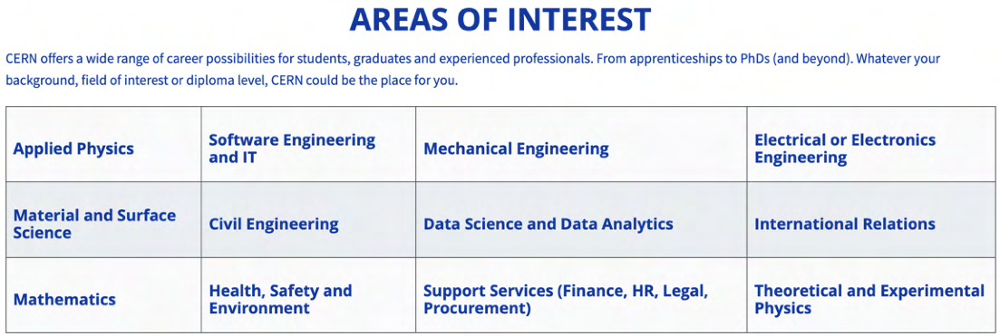 AREAS OF INTEREST
CERN offers a wide range of career possibilities for students, graduates and experienced professionals. From apprenticeships to PhDs (and beyond). Whatever your
background, field of interest or diploma level, CERN could be the place for you.
Applied Physics
Software Engineering
and IT
Mechanical Engineering
Electrical or Electronics
Engineering
Material and Surface
Science
Civil Engineering
Data Science and Data Analytics
International Relations
Mathematics
Health, Safety and
Environment
Support Services (Finance, HR, Legal,
Procurement)
Theoretical and Experimental
Physics